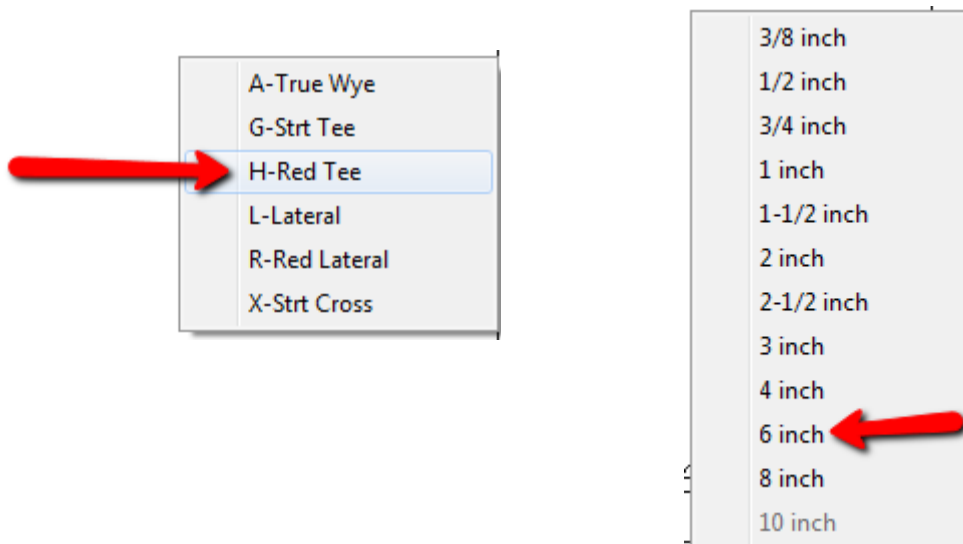 A-True Wye
G-Strt Tee
H-Red Tee
L-Lateral
R-Red Lateral
X-Strt Cross
3/8 inch
1/2 inch
3/4 inch
1 inch
1-1/2 inch
2 inch
2-1/2 inch
3 inch
4 inch
6 inch
8 inch
10 inch